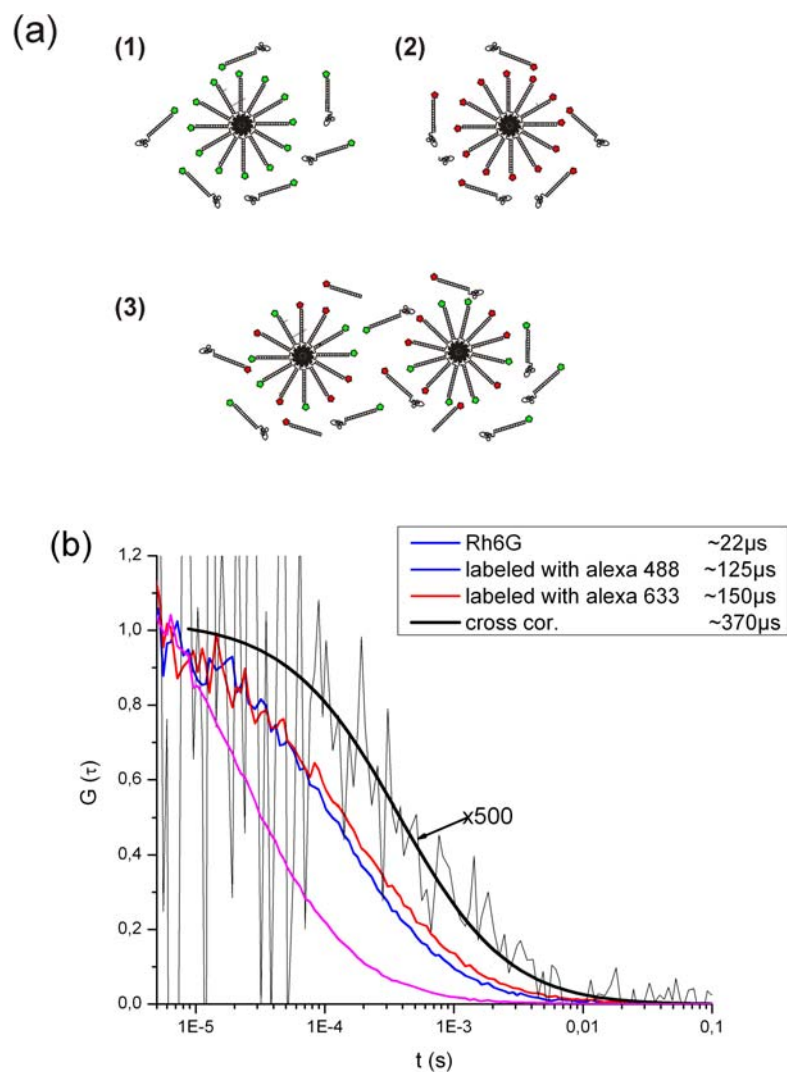 (a)
(1)
(2)
(3)
(b)
Rh6G ~22µs
labeled with alexa 488 ~125µs
labeled with alexa 633 ~150µs
cross cor. ~370µs
x500
1,2
1,0
0,8
0,6
0,4
0,2
0,0
G (τ)
1E-5 1E-4 1E-3 0,01 0,1
t (s)